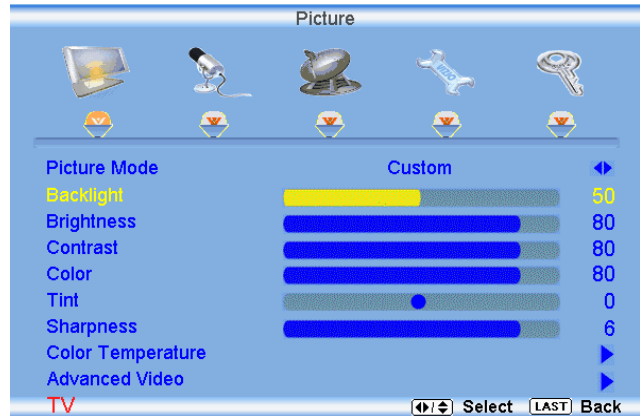 Picture
Picture Mode Custom
Backlight 50
Brightness 80
Contrast 80
Color 80
Tint 0
Sharpness 6
Color Temperature
Advanced Video
TV Select LAST Back